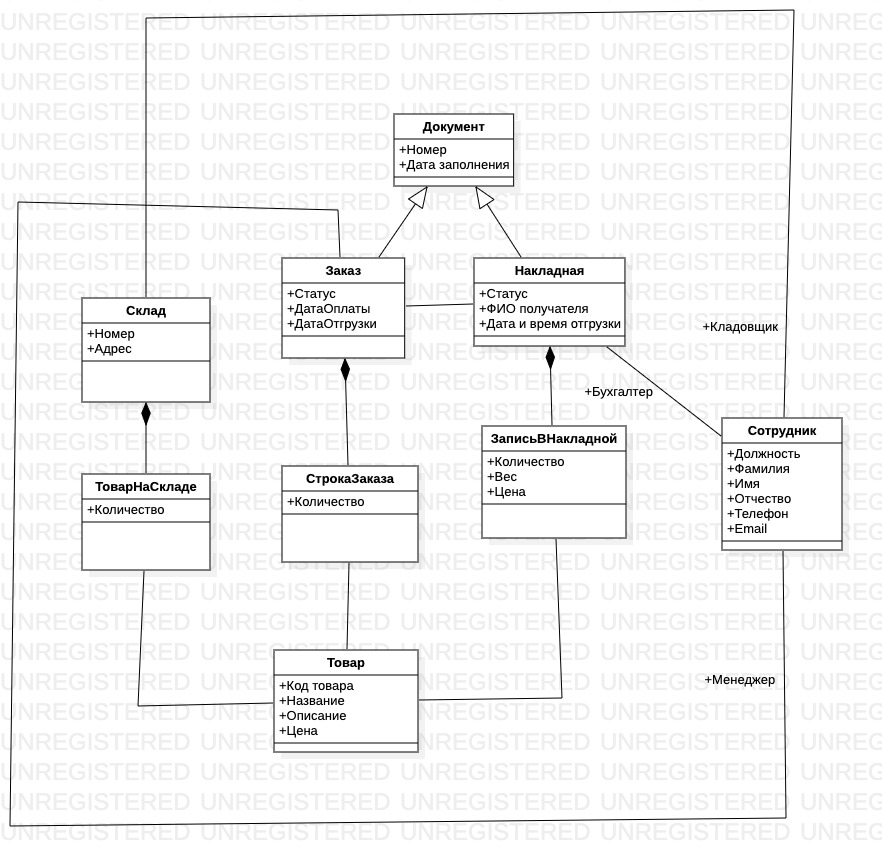 Документ
+Номер
+Дата заполнения
Заказ
+Статус
+ДатаОплаты
+ДатаОтгрузки
Накладная
+Статус
+ФИО получателя
+Дата и время отгрузки
Склад
+Номер
+Адрес
+Кладовщик
+Бухгалтер
Сотрудник
+Должность
+Фамилия
+Имя
+Отчество
+Телефон
+Email
ЗаписьВНакладной
+Количество
+Вес
+Цена
ТоварНаСкладе
+Количество
СтрокаЗаказа
+Количество
Товар
+Код товара
+Название
+Описание
+Цена
+Менеджер
UNREGISTERED